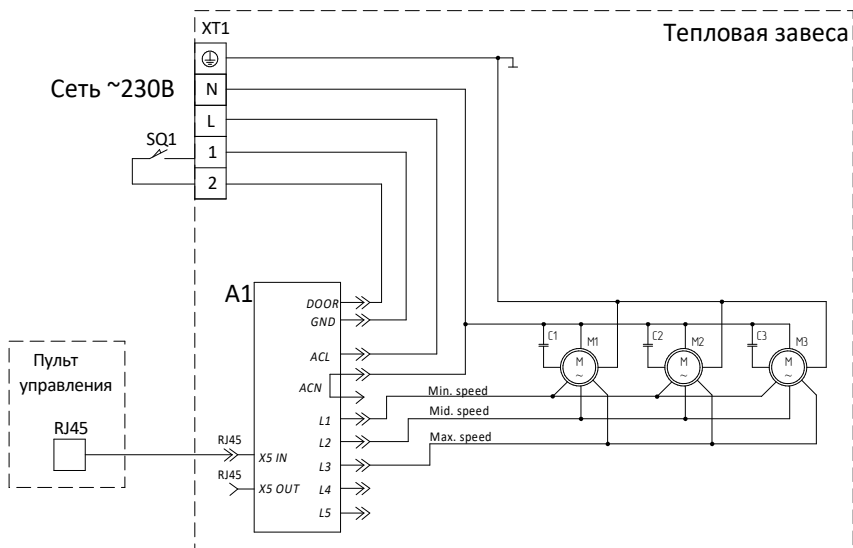 XT1
Тепловая завеса
Сеть ~230В
N
L
SQ1
1
2
A1
DOOR
GND
ACL
ACN
C1
M1
C2
M2
C3
M3
M
~
M
~
M
~
Пульт
управления
RJ45
Min. speed
Mid. speed
Max. speed
L1
L2
L3
L4
L5
RJ45
X5 IN
RJ45
X5 OUT